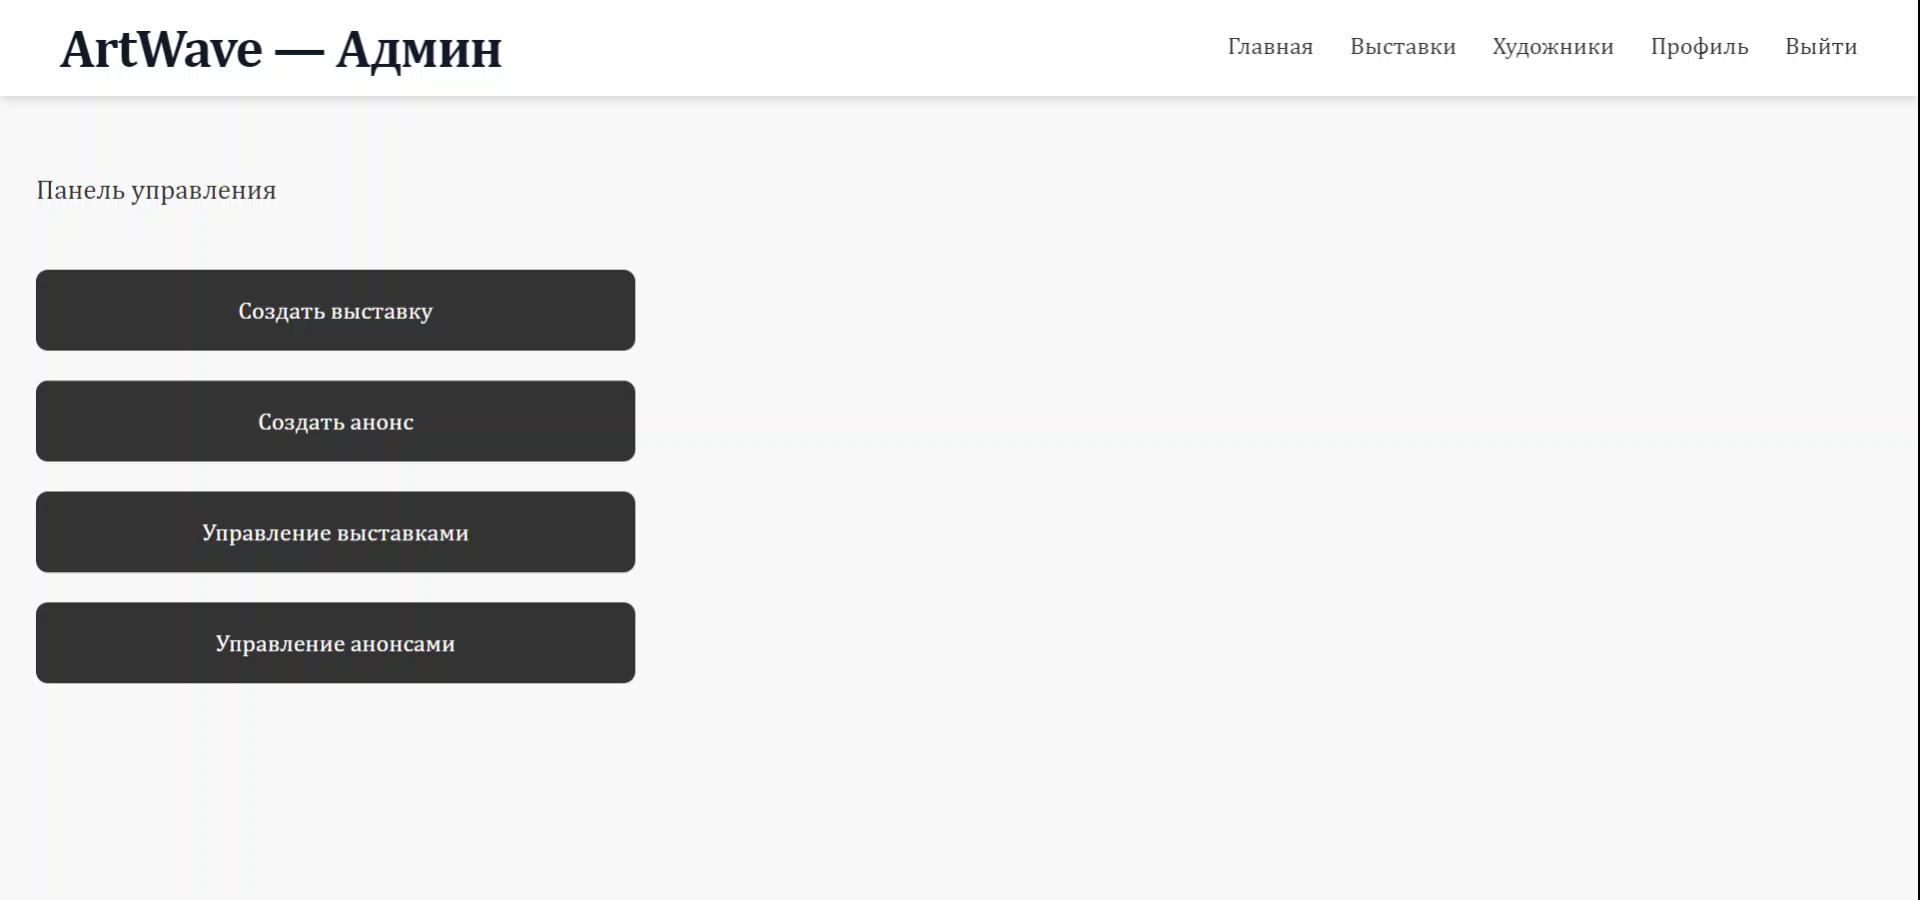 ArtWave — Админ
Главная Выставки Художники Профиль Выйти
Панель управления
Создать выставку
Создать анонс
Управление выставками
Управление анонсами